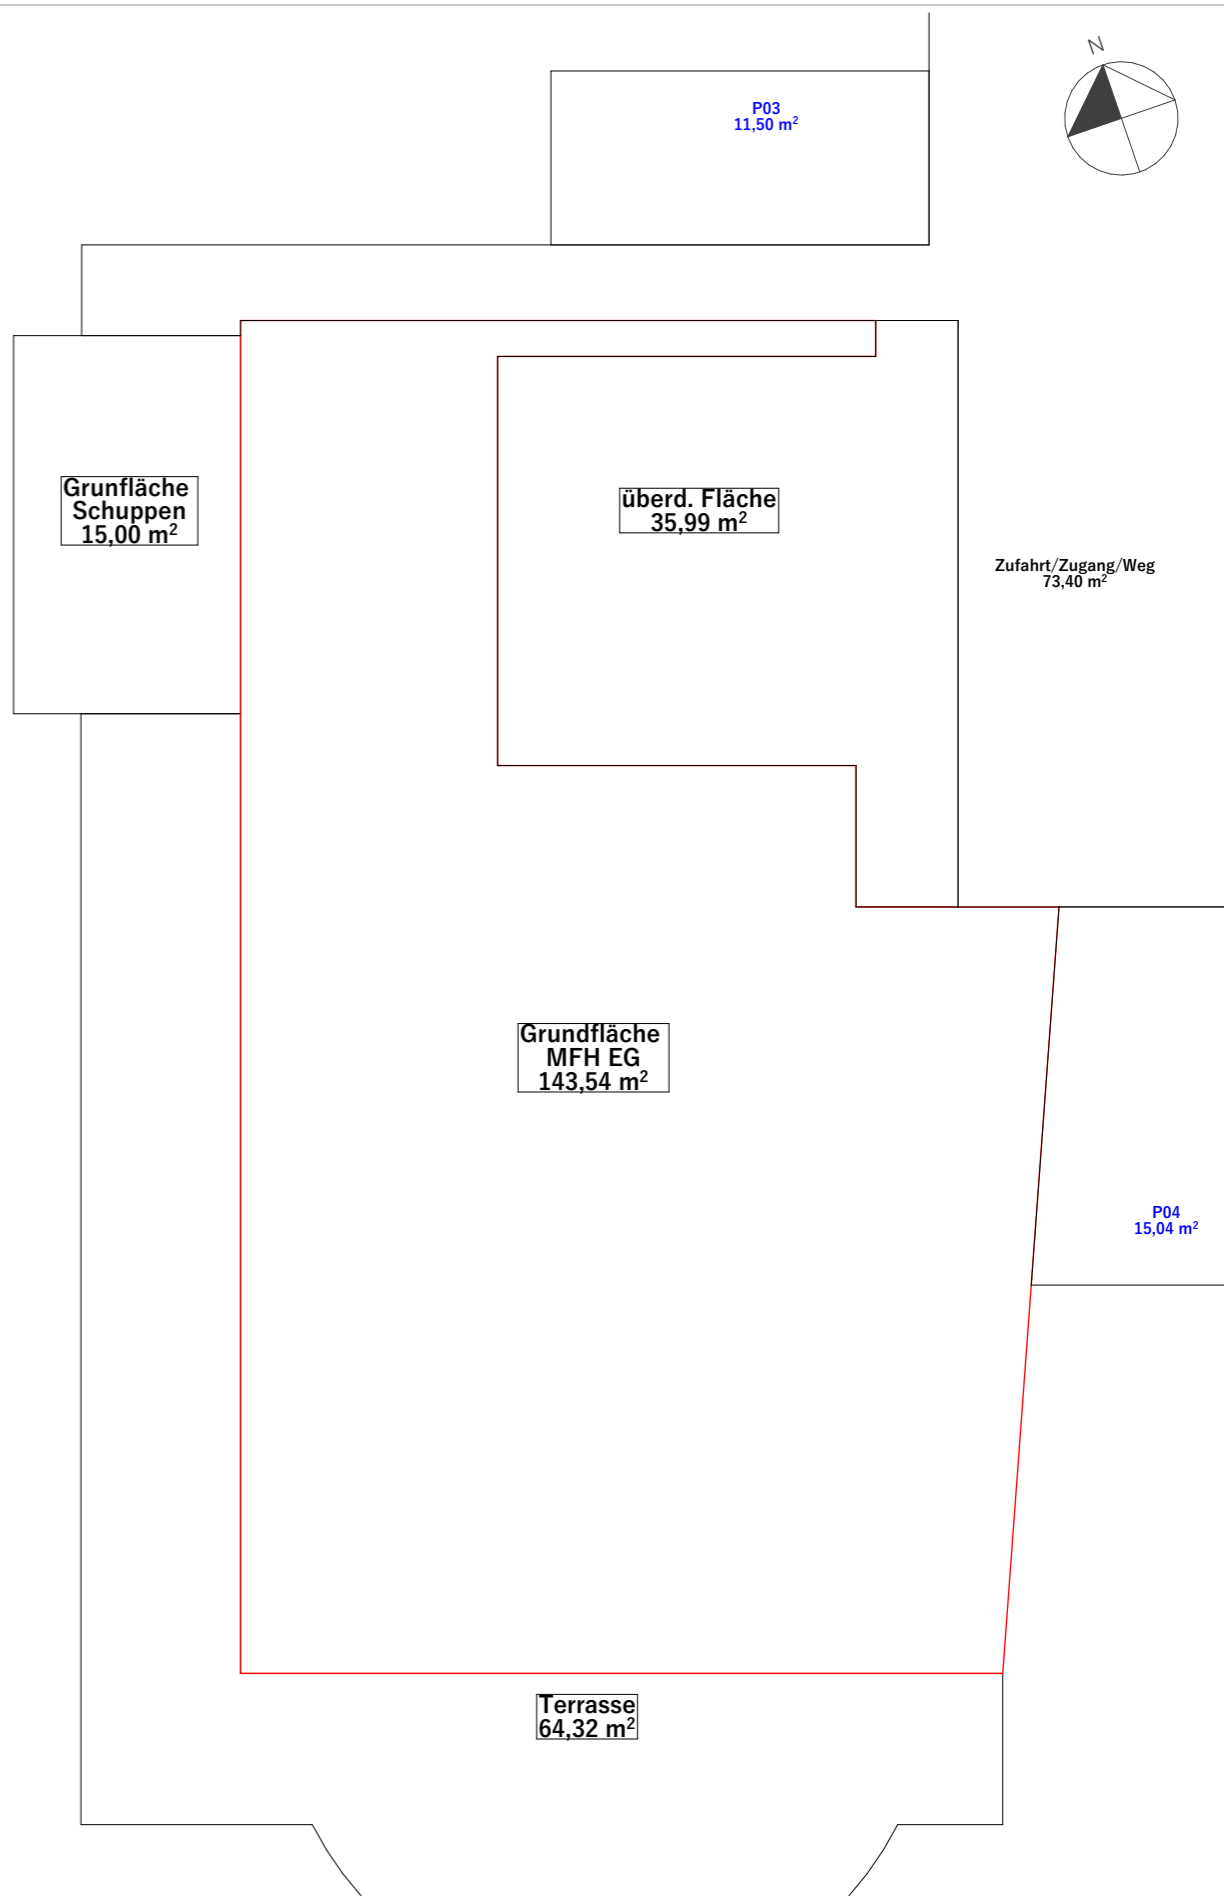 N
P03
11,50 m²
Grunfläche
Schuppen
15,00 m²
überd. Fläche
35,99 m²
Zufahrt/Zugang/Weg
73,40 m²
Grundfläche
MFH EG
143,54 m²
P04
15,04 m²
Terrasse
64,32 m²